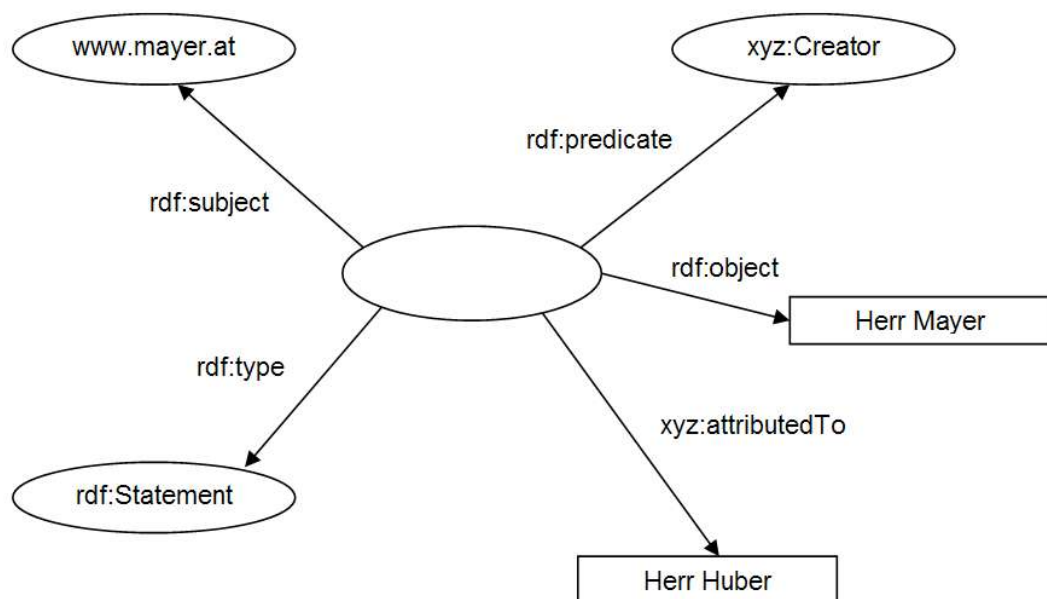 www.mayer.at
xyz:Creator
rdf:predicate
rdf:subject
rdf:object
Herr Mayer
rdf:type
xyz:attributedTo
rdf:Statement
Herr Huber